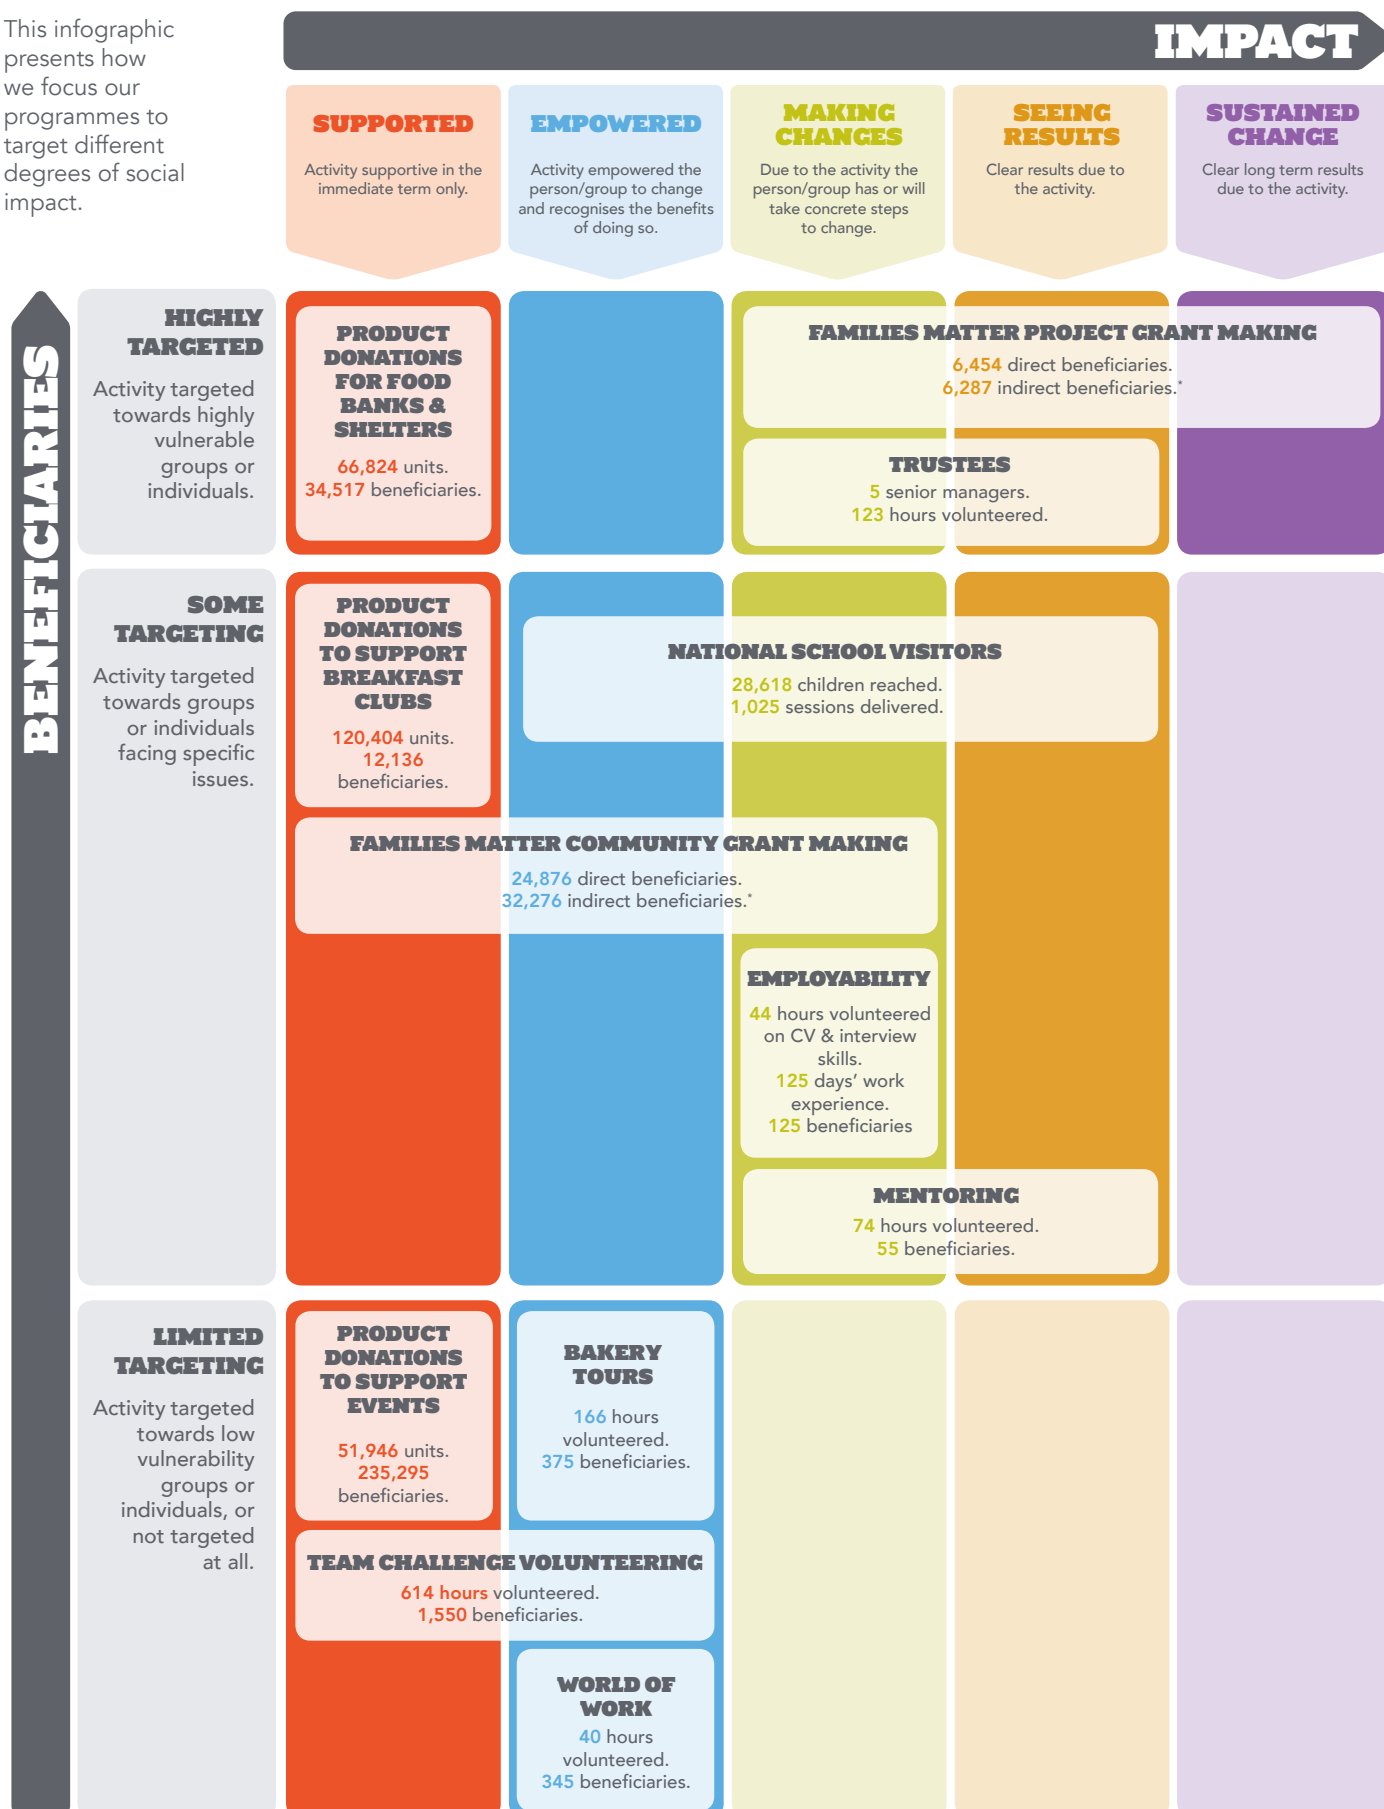 This infographic
presents how
we focus our
programmes to
target different
degrees of social
impact.
IMPACT
SUPPORTED
Activity supportive in the
immediate term only.
EMPOWERED
Activity empowered the
person/group to change
and recognises the benefits
of doing so.
MAKING
CHANGES
Due to the activity the
person/group has or will
take concrete steps
to change.
SEEING
RESULTS
Clear results due to
the activity.
SUSTAINED
CHANGE
Clear long term results
due to the activity.
BENEFICIARIES
HIGHLY
TARGETED
Activity targeted
towards highly
vulnerable
groups or
individuals.
PRODUCT
DONATIONS
FOR FOOD
BANKS &
SHELTERS
66,824 units.
34,517 beneficiaries.
FAMILIES MATTER PROJECT GRANT MAKING
6,454 direct beneficiaries.
6,287 indirect beneficiaries.*
TRUSTEES
5 senior managers.
123 hours volunteered.
SOME
TARGETING
Activity targeted
towards groups
or individuals
facing specific
issues.
PRODUCT
DONATIONS
TO SUPPORT
BREAKFAST
CLUBS
120,404 units.
12,136
beneficiaries.
NATIONAL SCHOOL VISITORS
28,618 children reached.
1,025 sessions delivered.
FAMILIES MATTER COMMUNITY GRANT MAKING
24,876 direct beneficiaries.
32,276 indirect beneficiaries.*
EMPLOYABILITY
44 hours volunteered
on CV & interview
skills.
125 days’ work
experience.
125 beneficiaries
MENTORING
74 hours volunteered.
55 beneficiaries.
LIMITED
TARGETING
Activity targeted
towards low
vulnerability
groups or
individuals, or
not targeted
at all.
PRODUCT
DONATIONS
TO SUPPORT
EVENTS
51,946 units.
235,295
beneficiaries.
BAKERY
TOURS
166 hours
volunteered.
375 beneficiaries.
TEAM CHALLENGE VOLUNTEERING
614 hours volunteered.
1,550 beneficiaries.
WORLD OF
WORK
40 hours
volunteered.
345 beneficiaries.